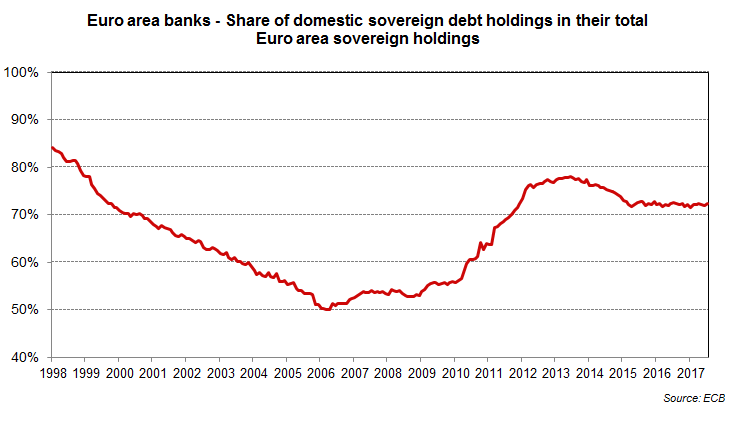 Euro area banks - Share of domestic sovereign debt holdings in their total
Euro area sovereign holdings
100%
90%
80%
70%
60%
50%
40%
1998 1999 2000 2001 2002 2003 2004 2005 2006 2007 2008 2009 2010 2011 2012 2013 2014 2015 2016 2017
Source: ECB